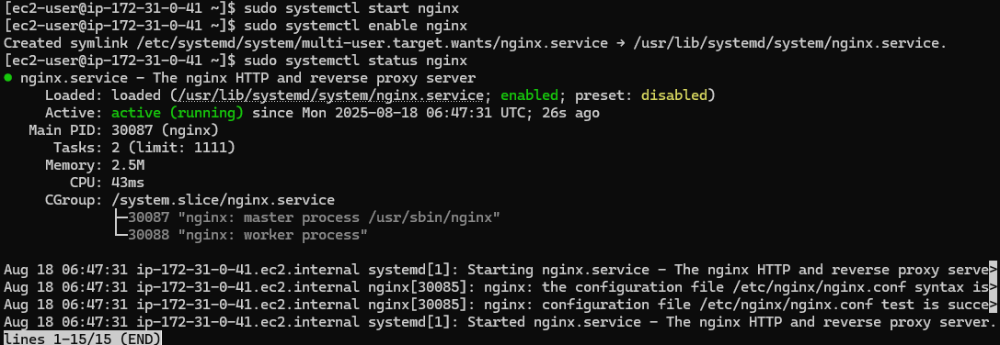 [ec2-user@ip-172-31-0-41 ~]$ sudo systemctl start nginx
[ec2-user@ip-172-31-0-41 ~]$ sudo systemctl enable nginx
Created symlink /etc/systemd/system/multi-user.target.wants/nginx.service → /usr/lib/systemd/system/nginx.service.
[ec2-user@ip-172-31-0-41 ~]$ sudo systemctl status nginx
● nginx.service - The nginx HTTP and reverse proxy server
     Loaded: loaded (/usr/lib/systemd/system/nginx.service; enabled; preset: disabled)
     Active: active (running) since Mon 2025-08-18 06:47:31 UTC; 26s ago
   Main PID: 30087 (nginx)
      Tasks: 2 (limit: 1111)
     Memory: 2.5M
        CPU: 43ms
     CGroup: /system.slice/nginx.service
             ├─30087 "nginx: master process /usr/sbin/nginx"
             └─30088 "nginx: worker process"
Aug 18 06:47:31 ip-172-31-0-41.ec2.internal systemd[1]: Starting nginx.service - The nginx HTTP and reverse proxy serve>
Aug 18 06:47:31 ip-172-31-0-41.ec2.internal nginx[30085]: nginx: the configuration file /etc/nginx/nginx.conf syntax is>
Aug 18 06:47:31 ip-172-31-0-41.ec2.internal nginx[30085]: nginx: configuration file /etc/nginx/nginx.conf test is succe>
Aug 18 06:47:31 ip-172-31-0-41.ec2.internal systemd[1]: Started nginx.service - The nginx HTTP and reverse proxy server.
lines 1-15/15 (END)